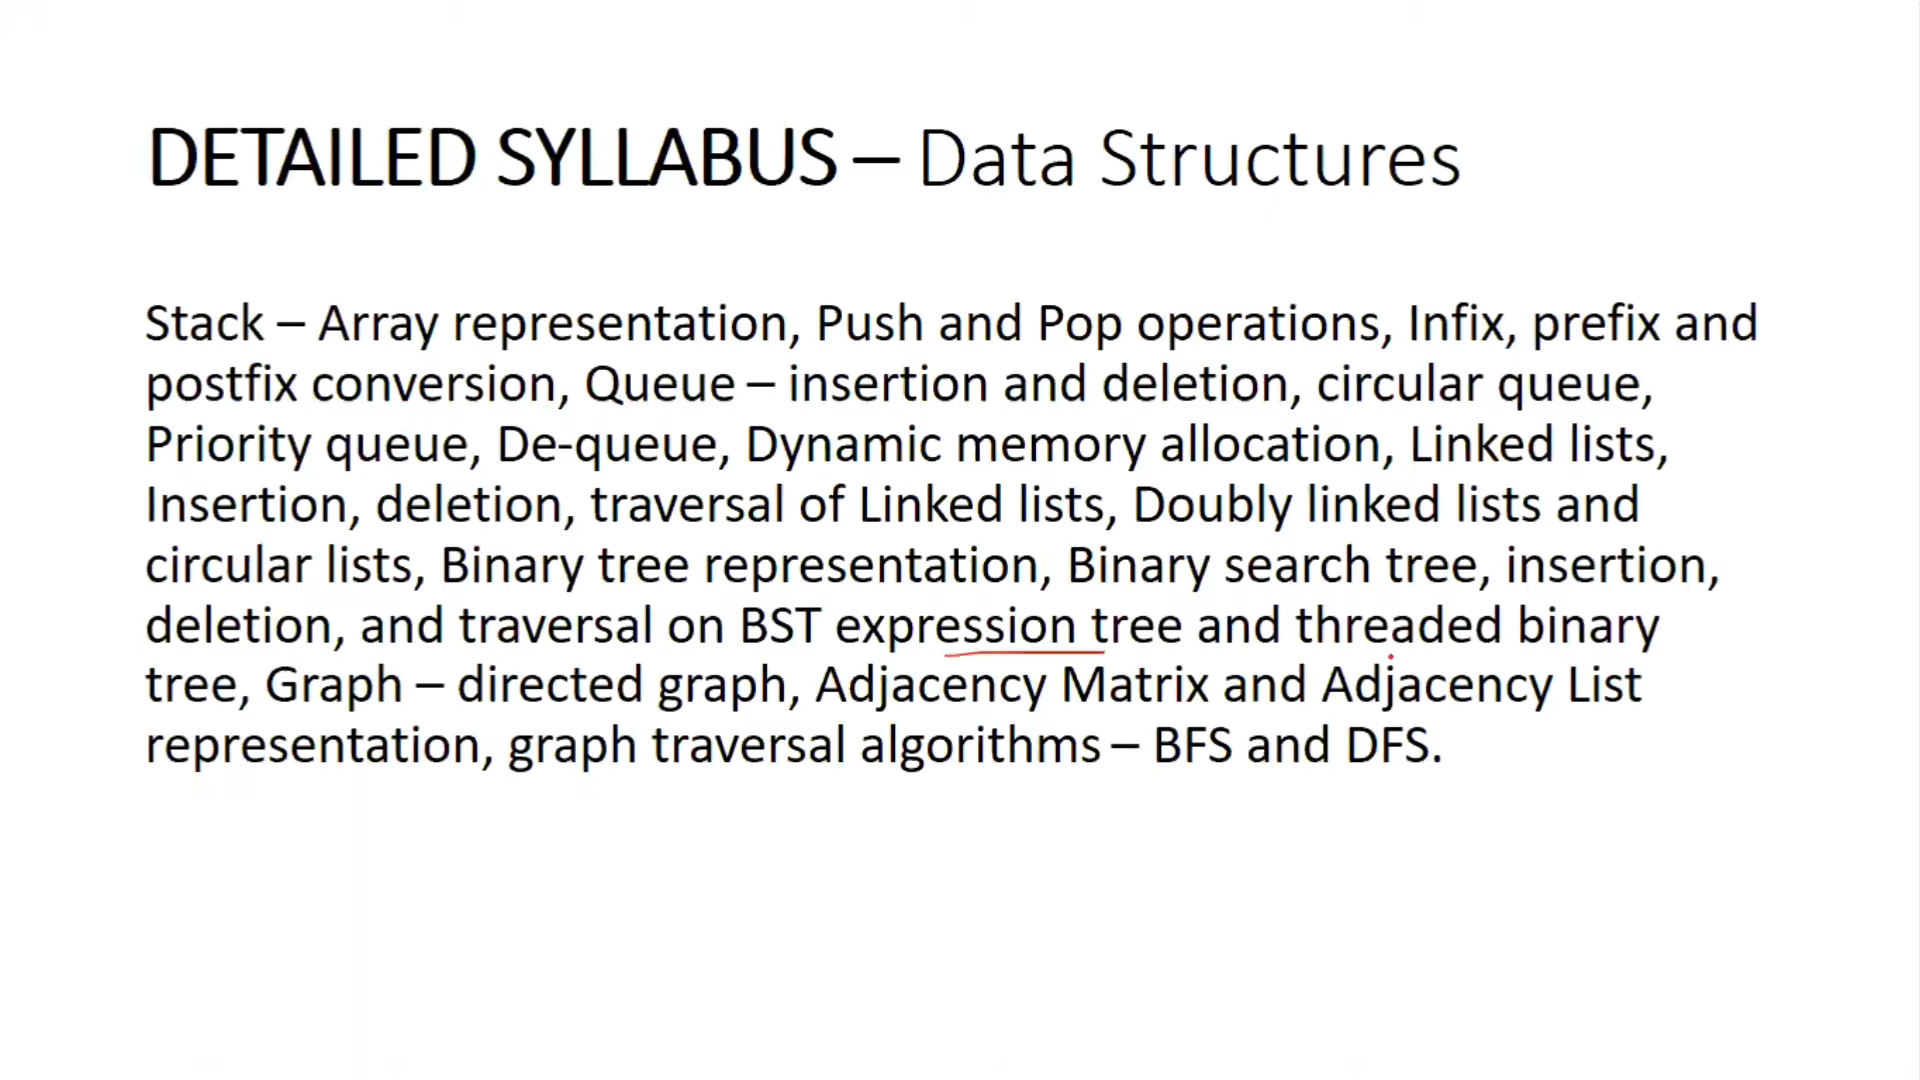 DETAILED SYLLABUS – Data Structures
Stack – Array representation, Push and Pop operations, Infix, prefix and
postfix conversion, Queue – insertion and deletion, circular queue,
Priority queue, De-queue, Dynamic memory allocation, Linked lists,
Insertion, deletion, traversal of Linked lists, Doubly linked lists and
circular lists, Binary tree representation, Binary search tree, insertion,
deletion, and traversal on BST expression tree and threaded binary
tree, Graph – directed graph, Adjacency Matrix and Adjacency List
representation, graph traversal algorithms – BFS and DFS.